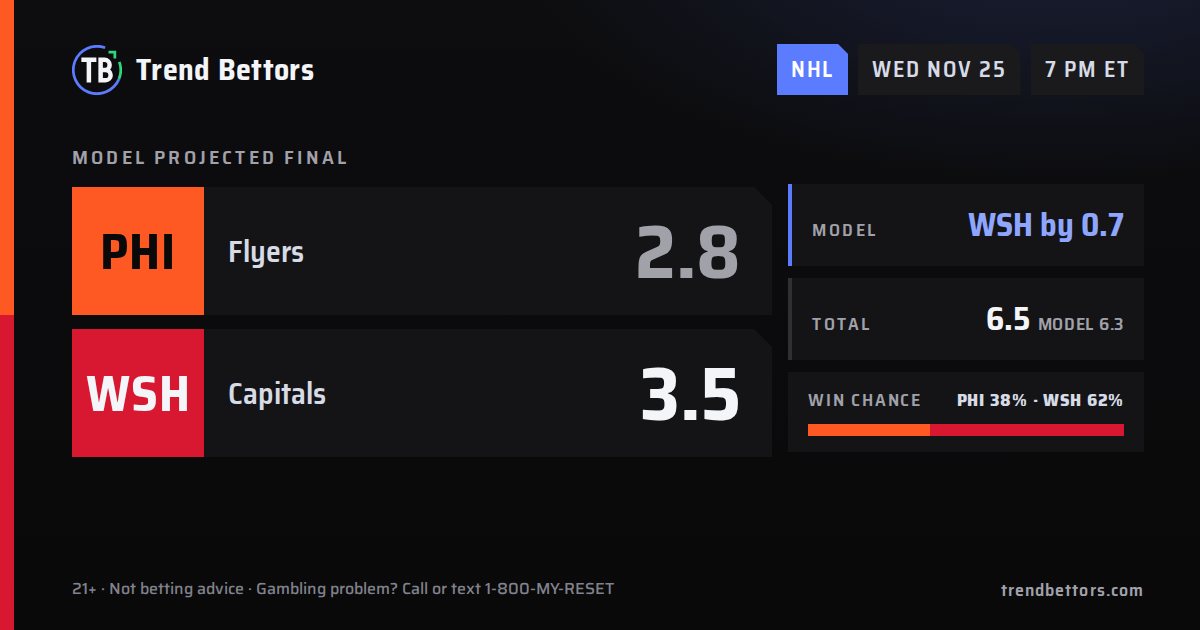 TB Trend Bettors
NHL WED NOV 25 7 PM ET
MODEL PROJECTED FINAL
PHI Flyers 2.8
WSH Capitals 3.5
MODEL WSH by 0.7
TOTAL 6.5 MODEL 6.3
WIN CHANCE PHI 38% · WSH 62%
21+ · Not betting advice · Gambling problem? Call or text 1-800-MY-RESET
trendbettors.com